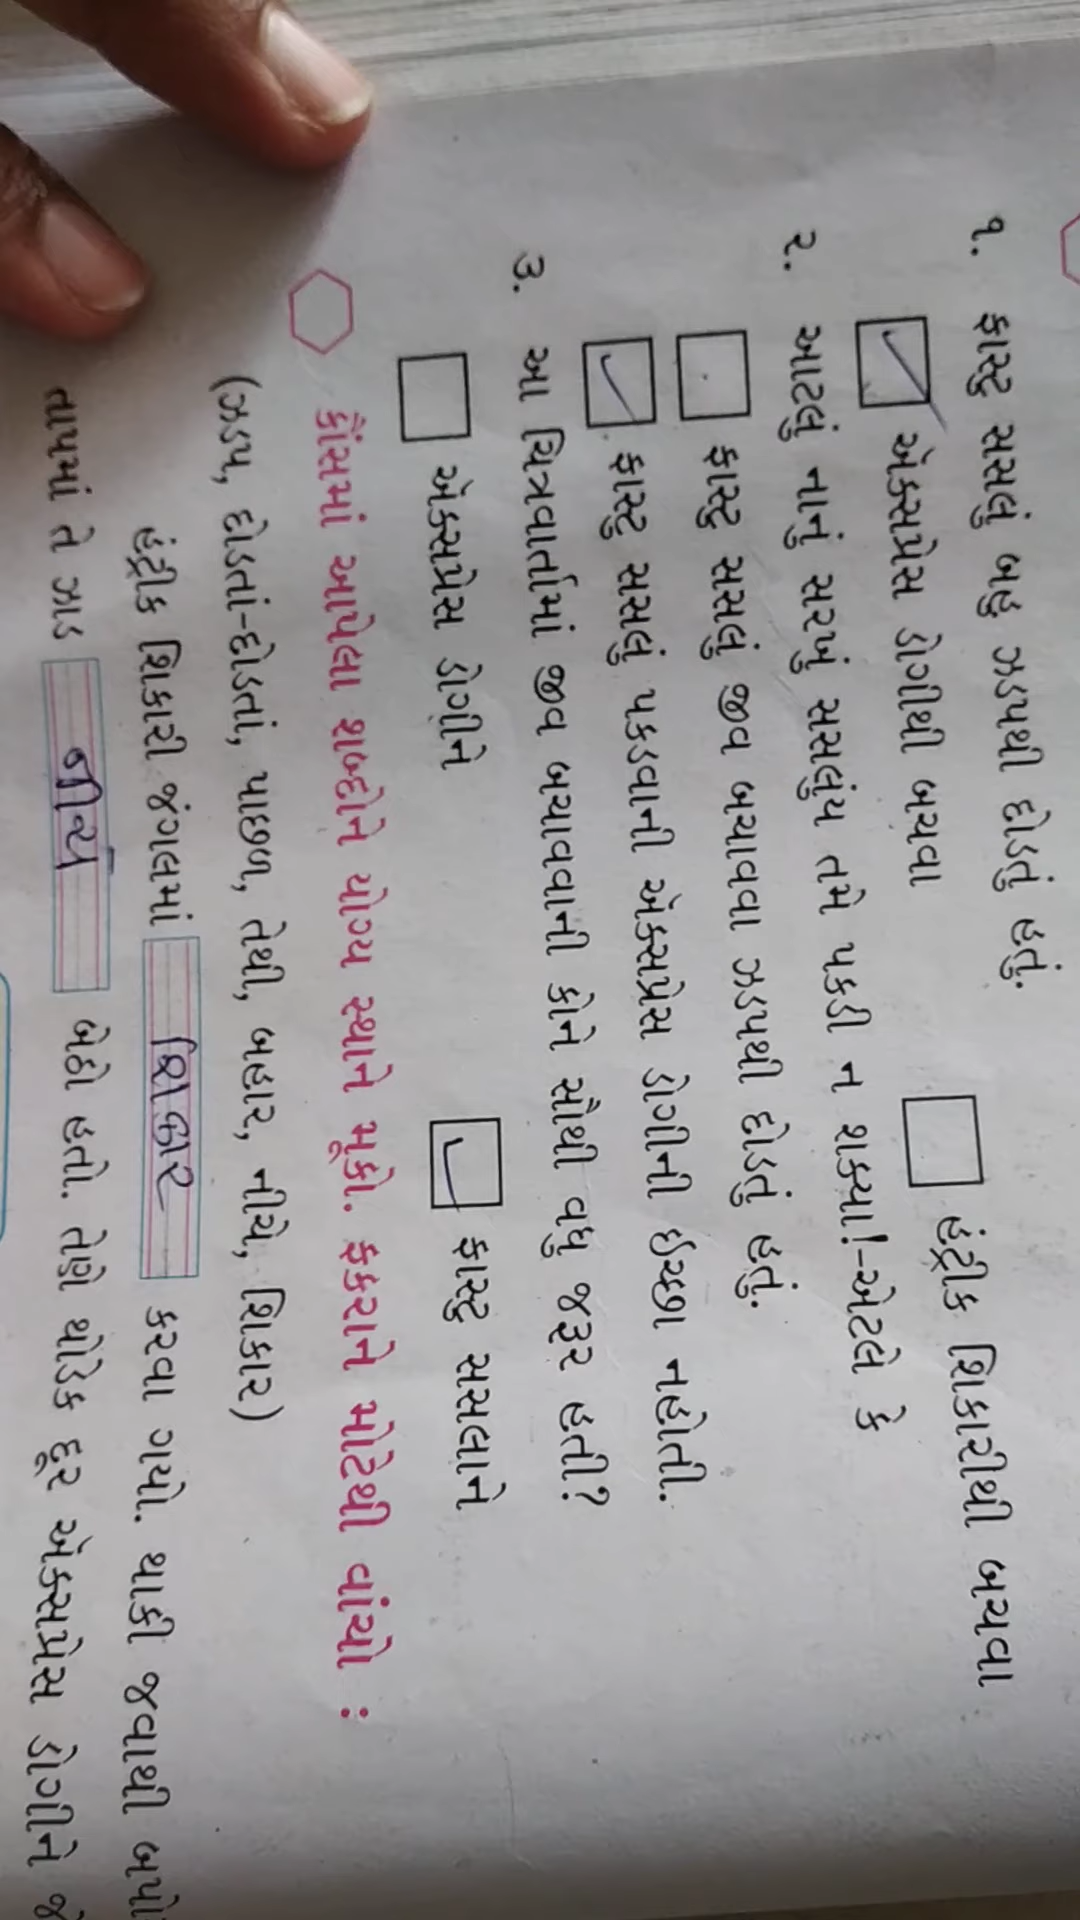 ૧. ફાસ્ટુ સસલું બહુ ઝડપથી દોડતું હતું.
એક્સપ્રેસ ડોગીથી બચવા હંટ્રીક શિકારીથી બચવા
૨. આટલું નાનું સરખું સસલુંય તમે પકડી ન શક્યા!-એટલે કે
ફાસ્ટુ સસલું જીવ બચાવવા ઝડપથી દોડતું હતું.
ફાસ્ટુ સસલું પકડવાની એક્સપ્રેસ ડોગીની ઈચ્છા નહોતી.
૩. આ ચિત્રવાર્તામાં જીવ બચાવવાની કોને સૌથી વધુ જરૂર હતી?
એક્સપ્રેસ ડોગીને ફાસ્ટુ સસલાને
કૌંસમાં આપેલા શબ્દોને યોગ્ય સ્થાને મૂકો. ફકરાને મોટેથી વાંચો :
(ઝડપ, દોડતાં-દોડતાં, પાછળ, તેથી, બહાર, નીચે, શિકાર)
હંટ્રીક શિકારી જંગલમાં શિકાર કરવા ગયો. થાકી જવાથી બપો
તાપમાં તે ઝાડ નીચે બેઠો હતો. તેણે થોડેક દૂર એક્સપ્રેસ ડોગીને